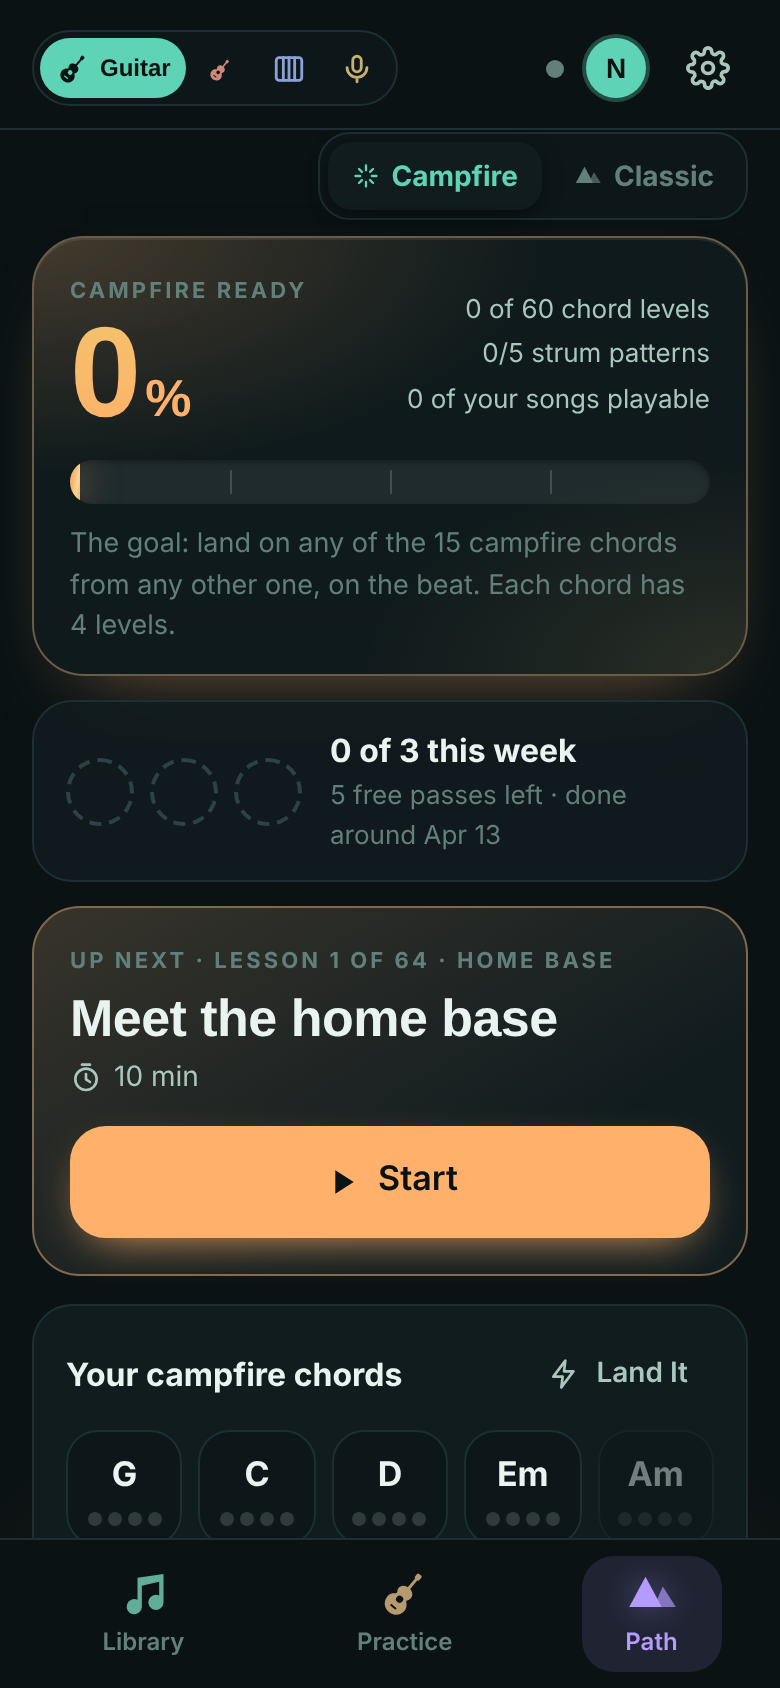 Guitar
N
Campfire
Classic
CAMPFIRE READY
0%
0 of 60 chord levels
0/5 strum patterns
0 of your songs playable
The goal: land on any of the 15 campfire chords
from any other one, on the beat. Each chord has
4 levels.
0 of 3 this week
5 free passes left · done
around Apr 13
UP NEXT · LESSON 1 OF 64 · HOME BASE
Meet the home base
10 min
Start
Your campfire chords
Land It
G
C
D
Em
Am
Library
Practice
Path